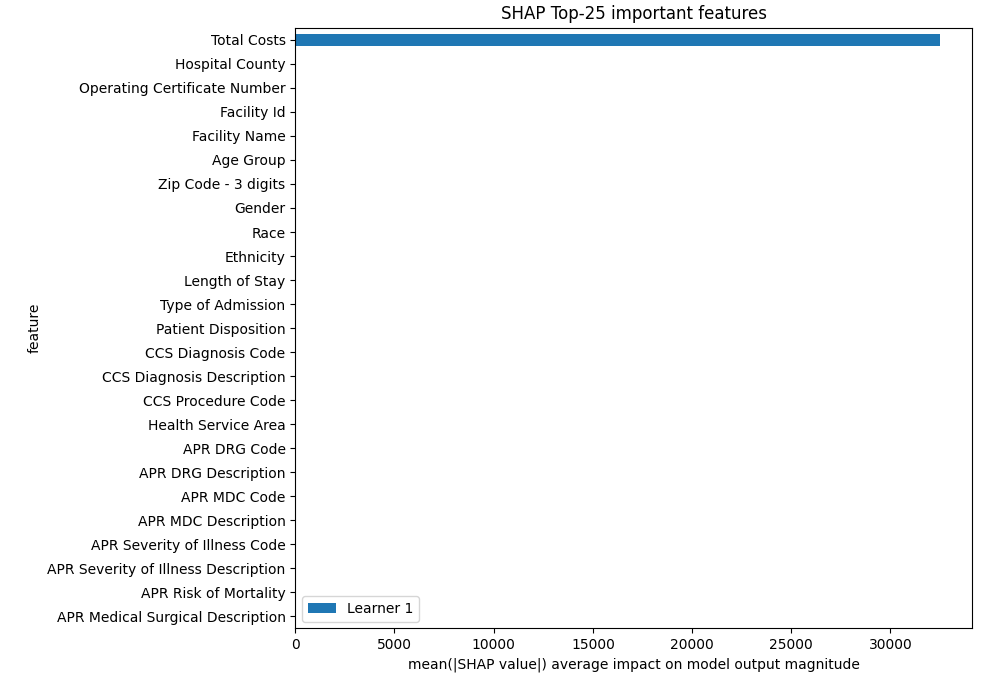 SHAP Top-25 important features
Total Costs
Hospital County
Operating Certificate Number
Facility Id
Facility Name
Age Group
Zip Code - 3 digits
Gender
Race
Ethnicity
Length of Stay
Type of Admission
Patient Disposition
CCS Diagnosis Code
CCS Diagnosis Description
CCS Procedure Code
Health Service Area
APR DRG Code
APR DRG Description
APR MDC Code
APR MDC Description
APR Severity of Illness Code
APR Severity of Illness Description
APR Risk of Mortality
APR Medical Surgical Description
feature
Learner 1
0 5000 10000 15000 20000 25000 30000
mean(|SHAP value|) average impact on model output magnitude